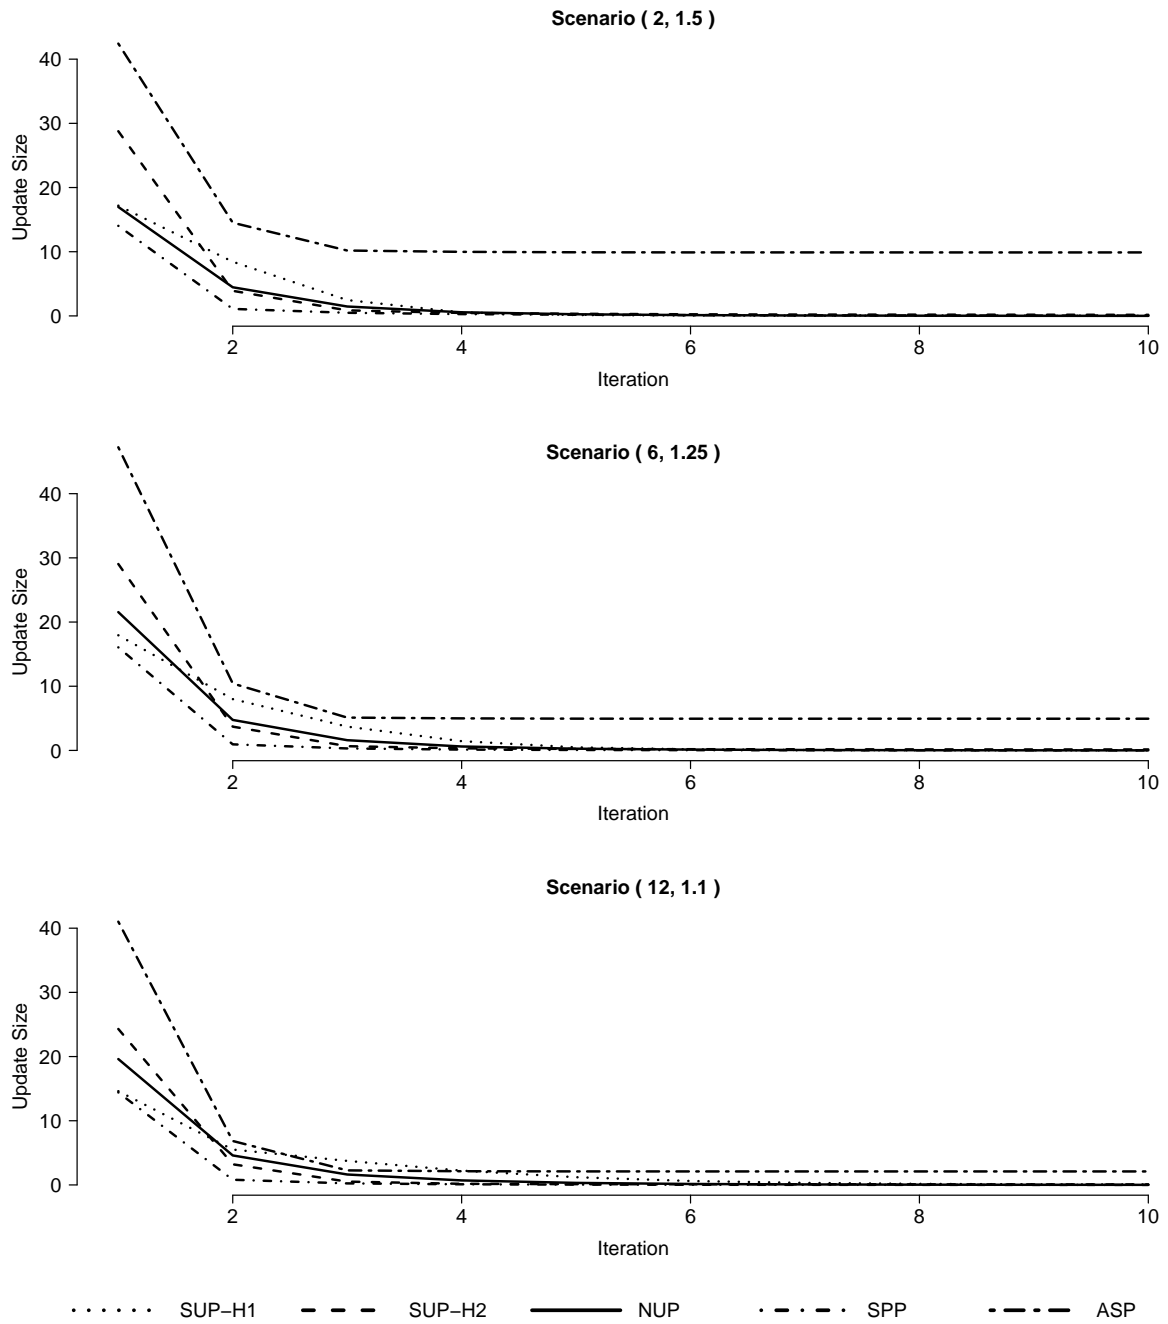 Scenario ( 2, 1.5 )
40
30
20
10
0
Update Size
2 4 6 8 10
Iteration
Scenario ( 6, 1.25 )
40
30
20
10
0
Update Size
2 4 6 8 10
Iteration
Scenario ( 12, 1.1 )
40
30
20
10
0
Update Size
2 4 6 8 10
Iteration
SUP−H1 SUP−H2 NUP SPP ASP